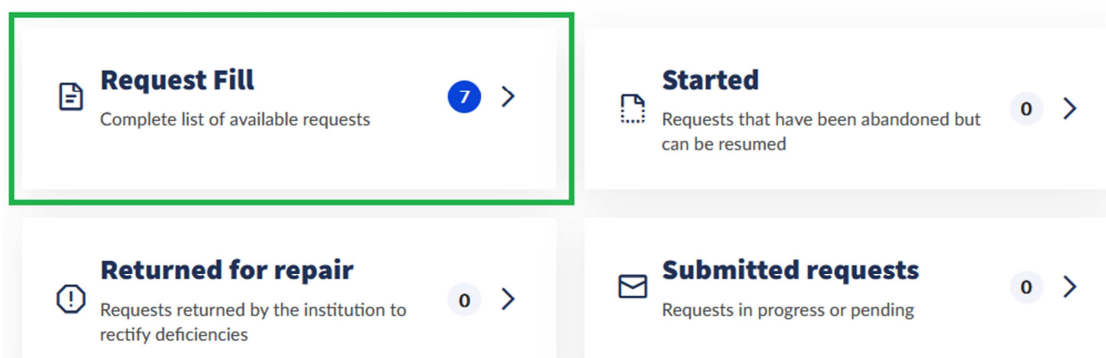 Request Fill
Complete list of available requests
7
Started
Requests that have been abandoned but
can be resumed
0
Returned for repair
Requests returned by the institution to
rectify deficiencies
0
Submitted requests
Requests in progress or pending
0